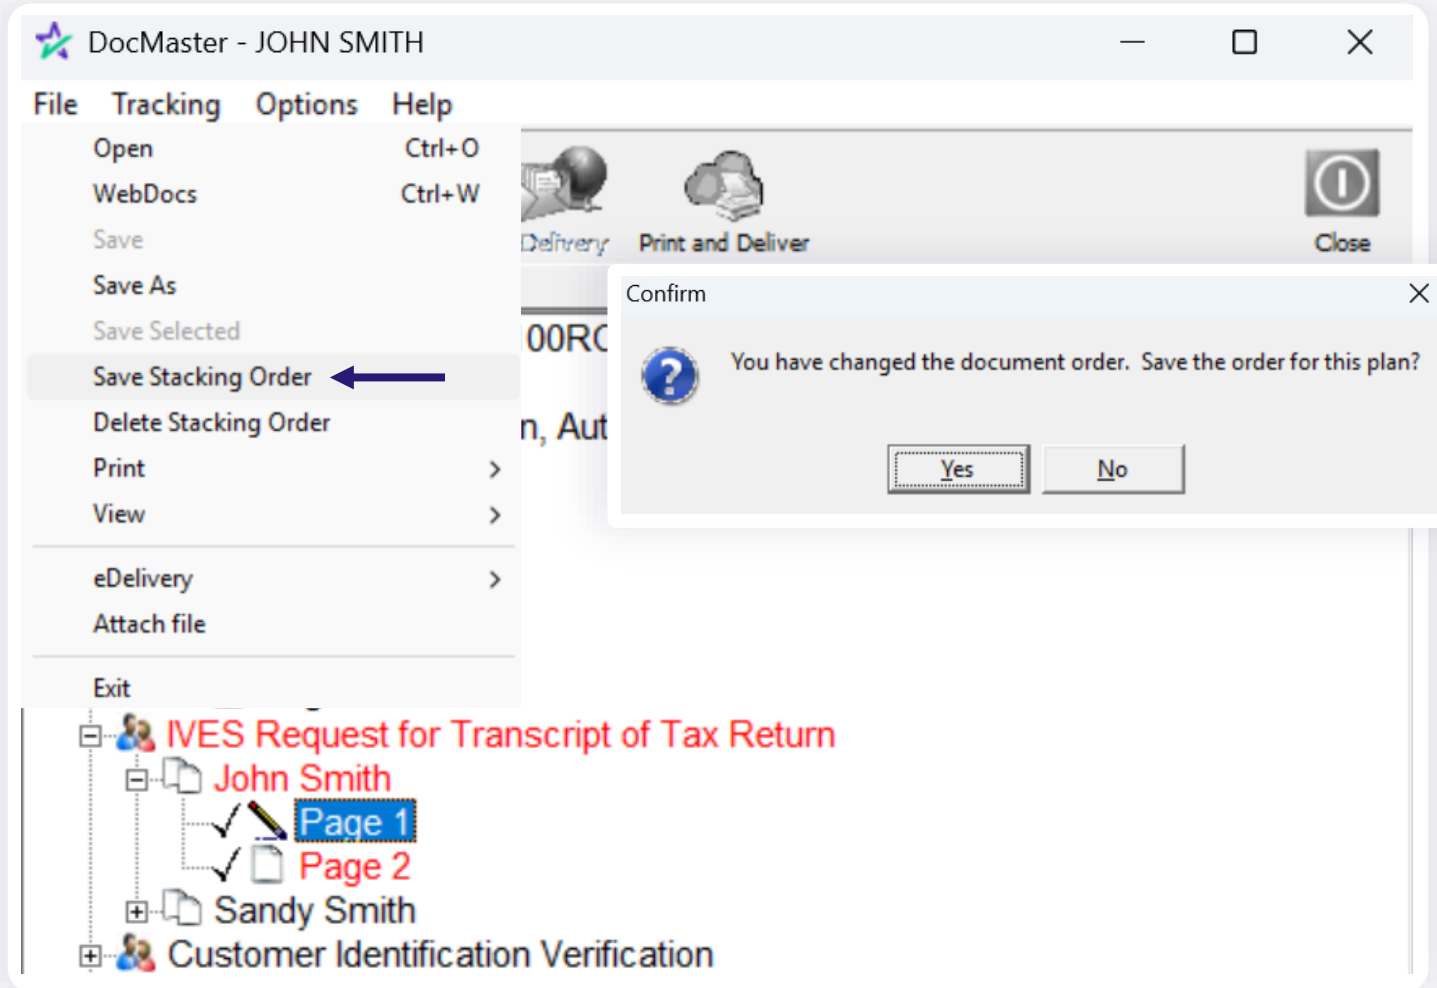 DocMaster - JOHN SMITH
File Tracking Options Help
Open Ctrl+O
WebDocs Ctrl+W
Save
Save As
Save Selected
Save Stacking Order
Delete Stacking Order
Print
View
eDelivery
Attach file
Exit
Delivery Print and Deliver Close
Confirm
You have changed the document order. Save the order for this plan?
Yes No
00RC
n, Aut
IVES Request for Transcript of Tax Return
John Smith
Page 1
Page 2
Sandy Smith
Customer Identification Verification